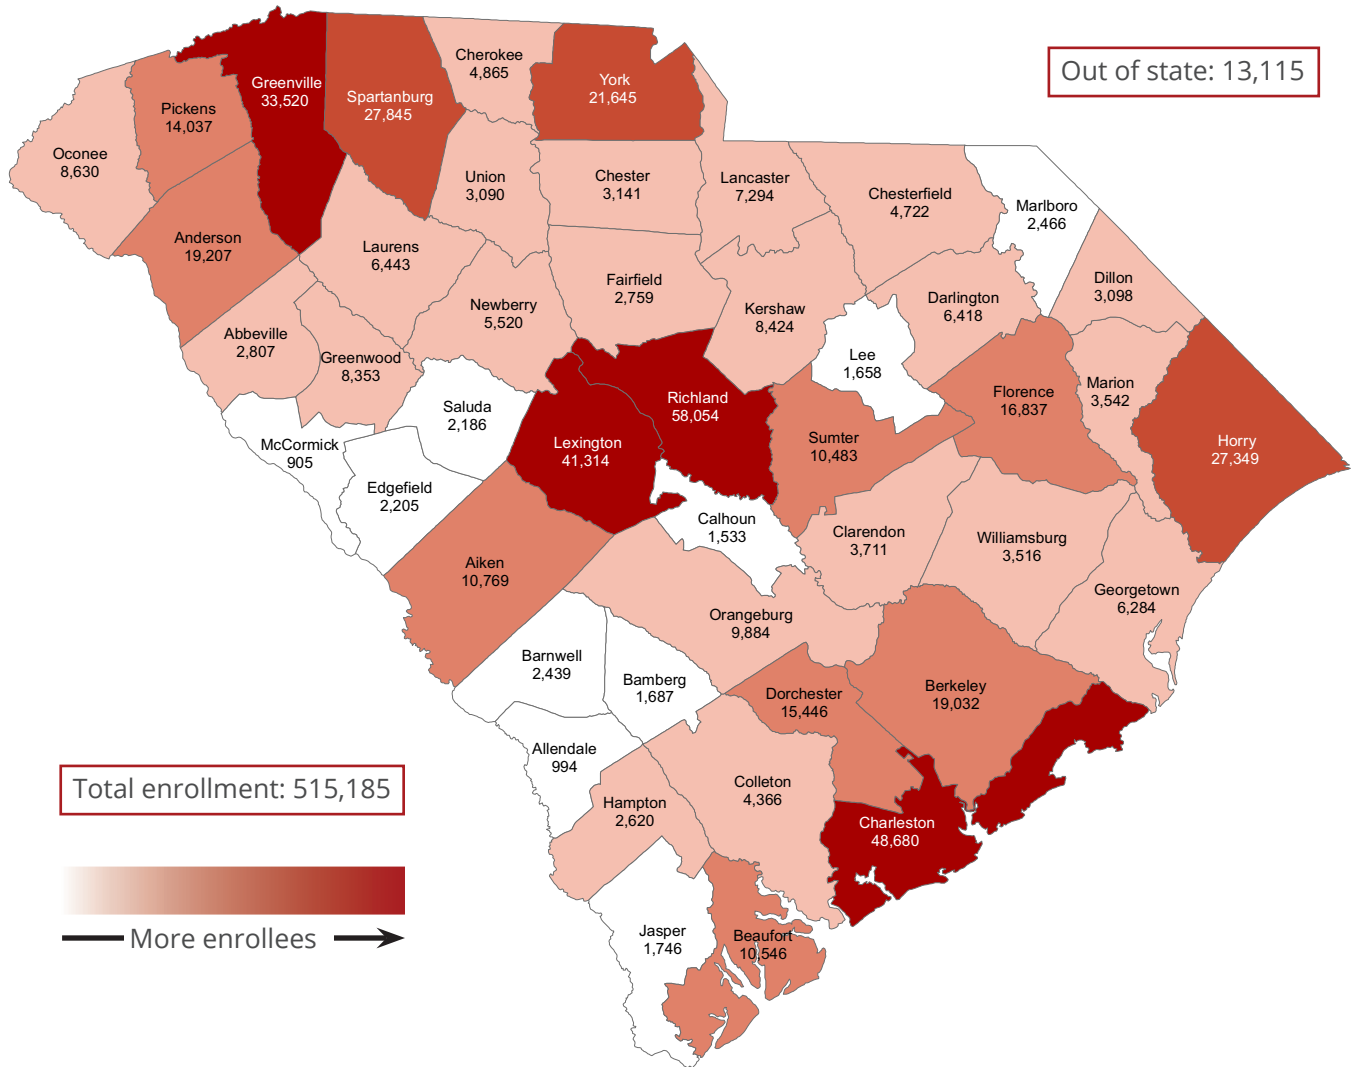 Cherokee
4,865
York
21,645
Out of state: 13,115
Greenville
33,520
Spartanburg
27,845
Pickens
14,037
Oconee
8,630
Union
3,090
Chester
3,141
Lancaster
7,294
Chesterfield
4,722
Marlboro
2,466
Anderson
19,207
Laurens
6,443
Fairfield
2,759
Dillon
3,098
Newberry
5,520
Kershaw
8,424
Darlington
6,418
Abbeville
2,807
Greenwood
8,353
Lee
1,658
Saluda
2,186
Richland
58,054
Florence
16,837
Marion
3,542
McCormick
905
Lexington
41,314
Sumter
10,483
Horry
27,349
Edgefield
2,205
Calhoun
1,533
Clarendon
3,711
Williamsburg
3,516
Aiken
10,769
Georgetown
6,284
Orangeburg
9,884
Barnwell
2,439
Bamberg
1,687
Dorchester
15,446
Berkeley
19,032
Allendale
994
Total enrollment: 515,185
Hampton
2,620
Colleton
4,366
Charleston
48,680
More enrollees
Jasper
1,746
Beaufort
10,546